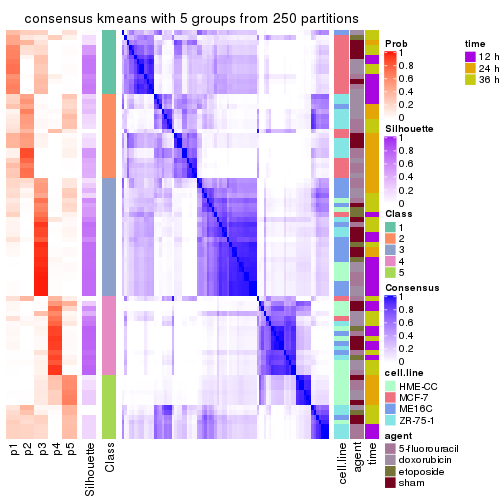 consensus kmeans with 5 groups from 250 partitions
Prob
1
0.8
0.6
0.4
0.2
0
time
12 h
24 h
36 h
Silhouette
1
0.8
0.6
0.4
0.2
0
Class
1
2
3
4
5
Consensus
1
0.8
0.6
0.4
0.2
0
cell.line
HME-CC
MCF-7
ME16C
ZR-75-1
agent
5-fluorouracil
doxorubicin
etoposide
sham
p1
p2
p3
p4
p5
Silhouette
Class
cell.line
agent
time